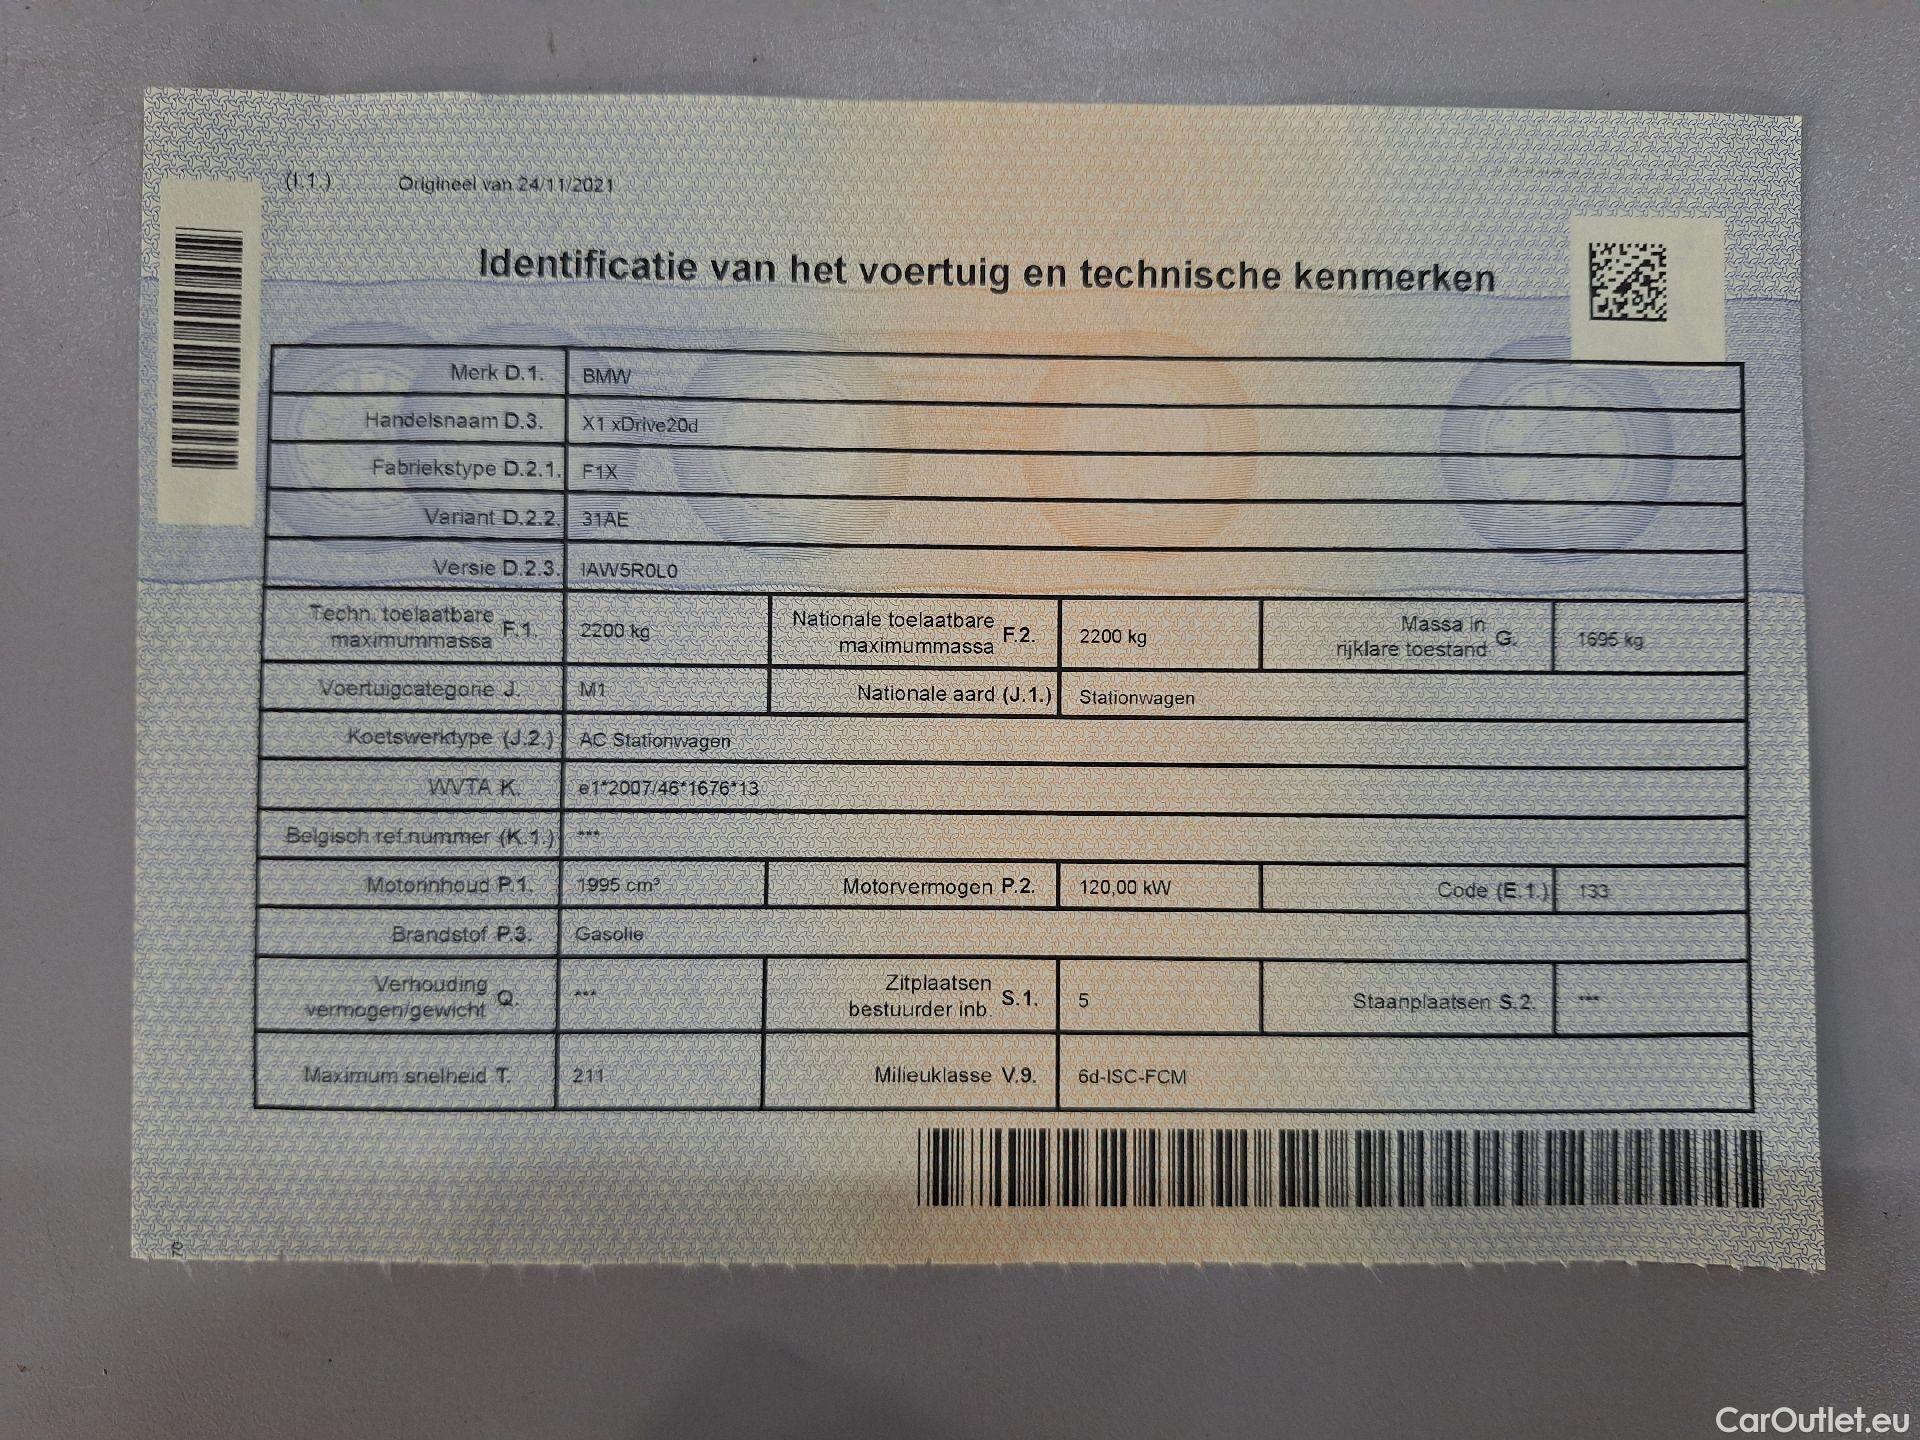 (I.1.) Origineel van 24/11/2021
Identificatie van het voertuig en technische kenmerken
Merk D.1. BMW
Handelsnaam D.3. X1 xDrive20d
Fabriekstype D.2.1. F1X
Variant D.2.2. 31AE
Versie D.2.3. IAW5R0L0
Techn. toelaatbare maximummassa F.1. 2200 kg Nationale toelaatbare maximummassa F.2. 2200 kg Massa in rijklare toestand G. 1695 kg
Voertuigcategorie J. M1 Nationale aard (J.1.) Stationwagen
Koetswerktype (J.2.) AC Stationwagen
WVTA K. e1*2007/46*1676*13
Belgisch ref.nummer (K.1.) ***
Motorinhoud P.1. 1995 cm³ Motorvermogen P.2. 120,00 kW Code (E.1.) 133
Brandstof P.3. Gasolie
Verhouding vermogen/gewicht Q. *** Zitplaatsen bestuurder inb. S.1. 5 Staanplaatsen S.2. ***
Maximum snelheid T. 211 Milieuklasse V.9. 6d-ISC-FCM
CarOutlet.eu